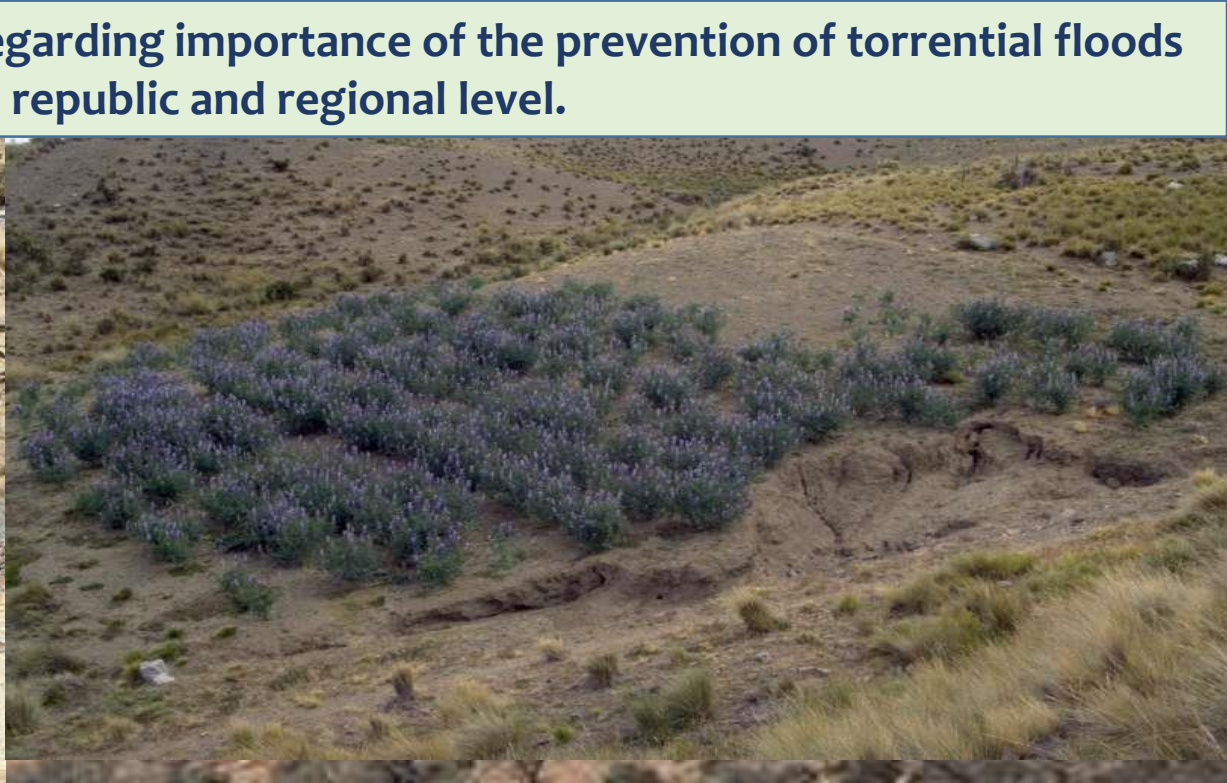 egarding importance of the prevention of torrential floods
republic and regional level.